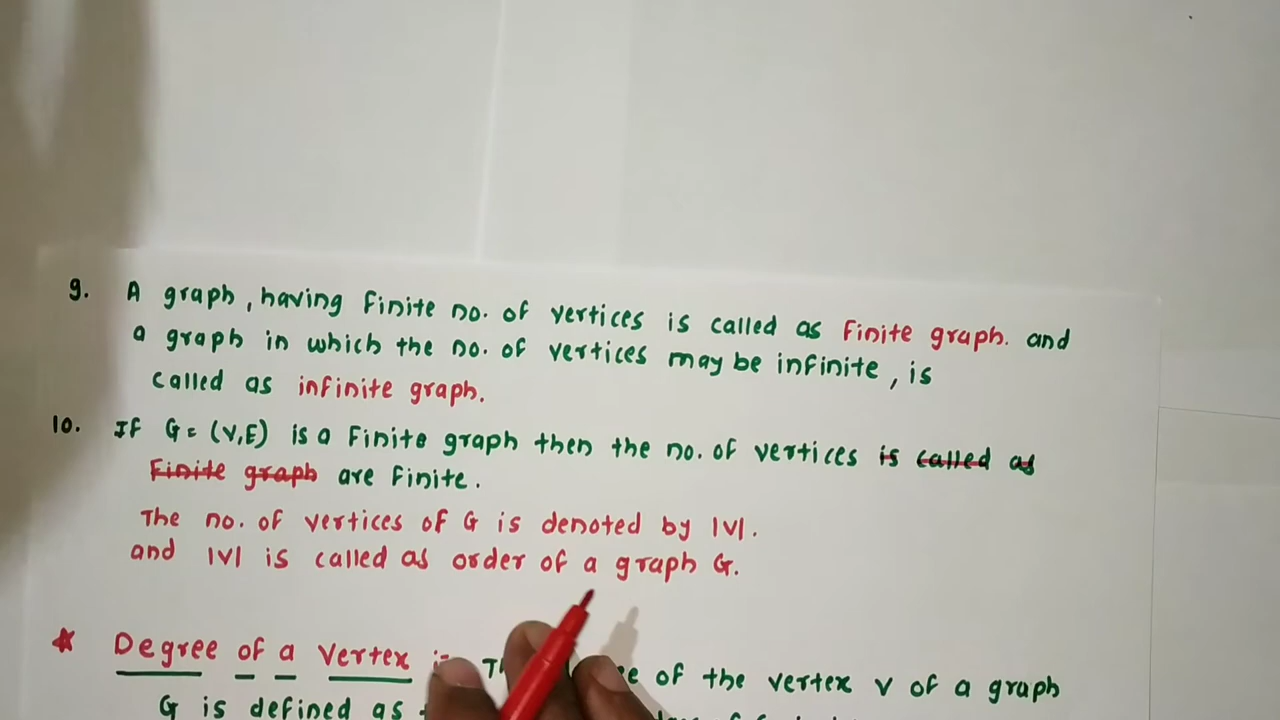 9. A graph, having Finite no. of vertices is called as Finite graph. and
a graph in which the no. of vertices may be infinite, is
called as infinite graph.
10. If G = (V,E) is a Finite graph then the no. of vertices is called as
Finite graph are Finite.
The no. of vertices of G is denoted by |V|.
and |V| is called as order of a graph G.
* Degree of a Vertex of the vertex v of a graph
G is defined as